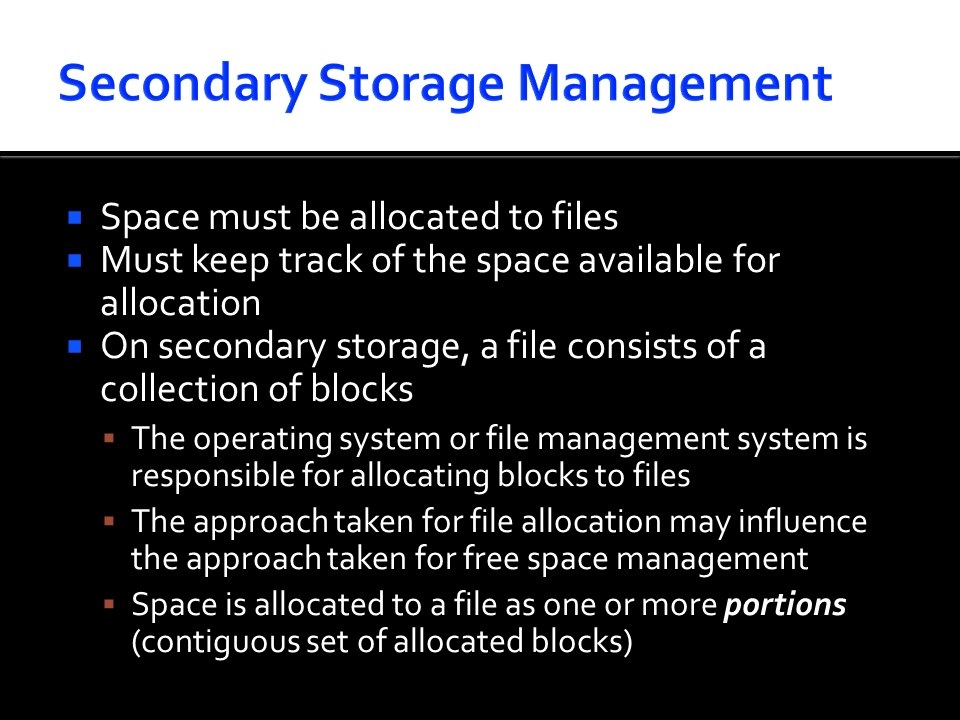 Secondary Storage Management
▪ Space must be allocated to files
▪ Must keep track of the space available for
allocation
▪ On secondary storage, a file consists of a
collection of blocks
▪ The operating system or file management system is
responsible for allocating blocks to files
▪ The approach taken for file allocation may influence
the approach taken for free space management
▪ Space is allocated to a file as one or more portions
(contiguous set of allocated blocks)